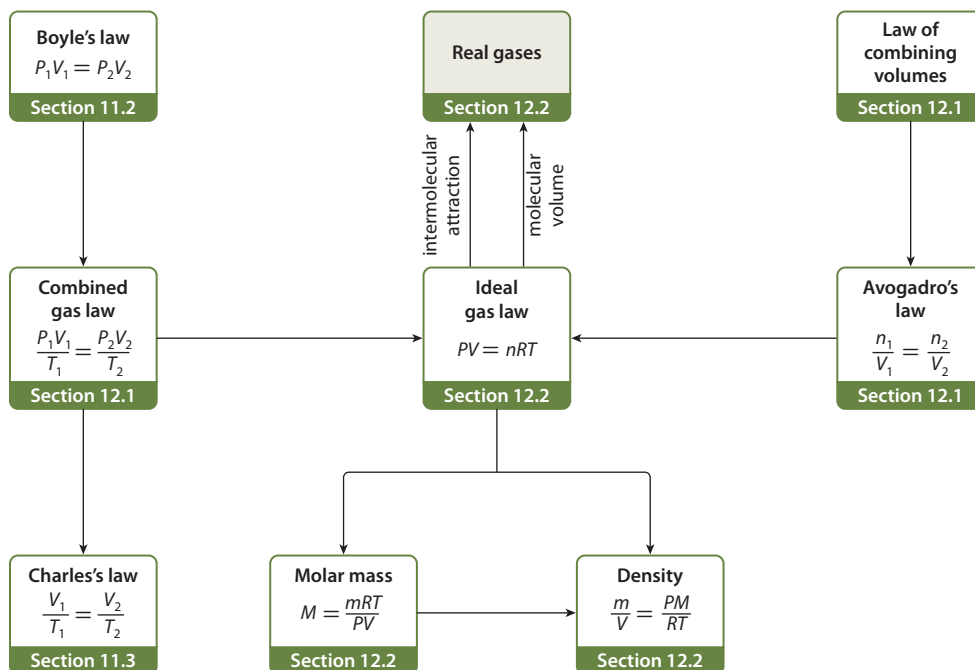 Boyle's law
P₁V₁ = P₂V₂
Section 11.2
Real gases
Section 12.2
Law of
combining
volumes
Section 12.1
intermolecular
attraction
molecular
volume
Combined
gas law
P₁V₁/T₁ = P₂V₂/T₂
Section 12.1
Ideal
gas law
PV = nRT
Section 12.2
Avogadro's
law
n₁/V₁ = n₂/V₂
Section 12.1
Charles's law
V₁/T₁ = V₂/T₂
Section 11.3
Molar mass
M = mRT/PV
Section 12.2
Density
m/V = PM/RT
Section 12.2